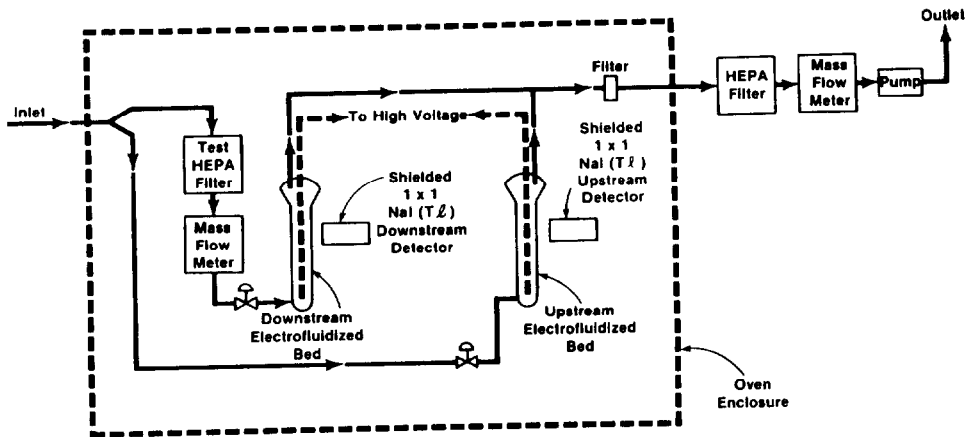 Outlet
Filter
HEPA
Filter
Mass
Flow
Meter
Pump
Inlet
To High Voltage
Test
HEPA
Filter
Shielded
1 x 1
NaI (Tℓ)
Upstream
Detector
Shielded
1 x 1
NaI (Tℓ)
Downstream
Detector
Mass
Flow
Meter
Downstream
Electrofluidized
Bed
Upstream
Electrofluidized
Bed
Oven
Enclosure